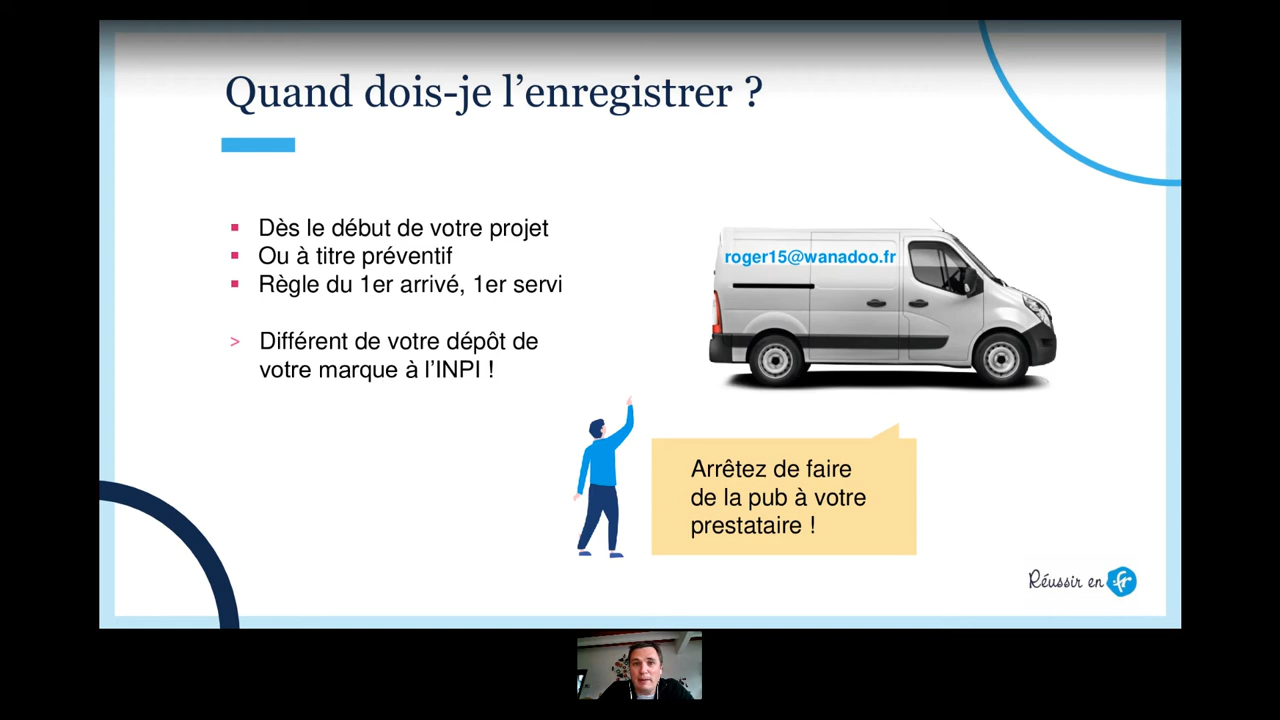 Quand dois-je l’enregistrer ?
Dès le début de votre projet
Ou à titre préventif
Règle du 1er arrivé, 1er servi
> Différent de votre dépôt de
votre marque à l’INPI !
roger15@wanadoo.fr
Arrêtez de faire
de la pub à votre
prestataire !
Réussir en .fr